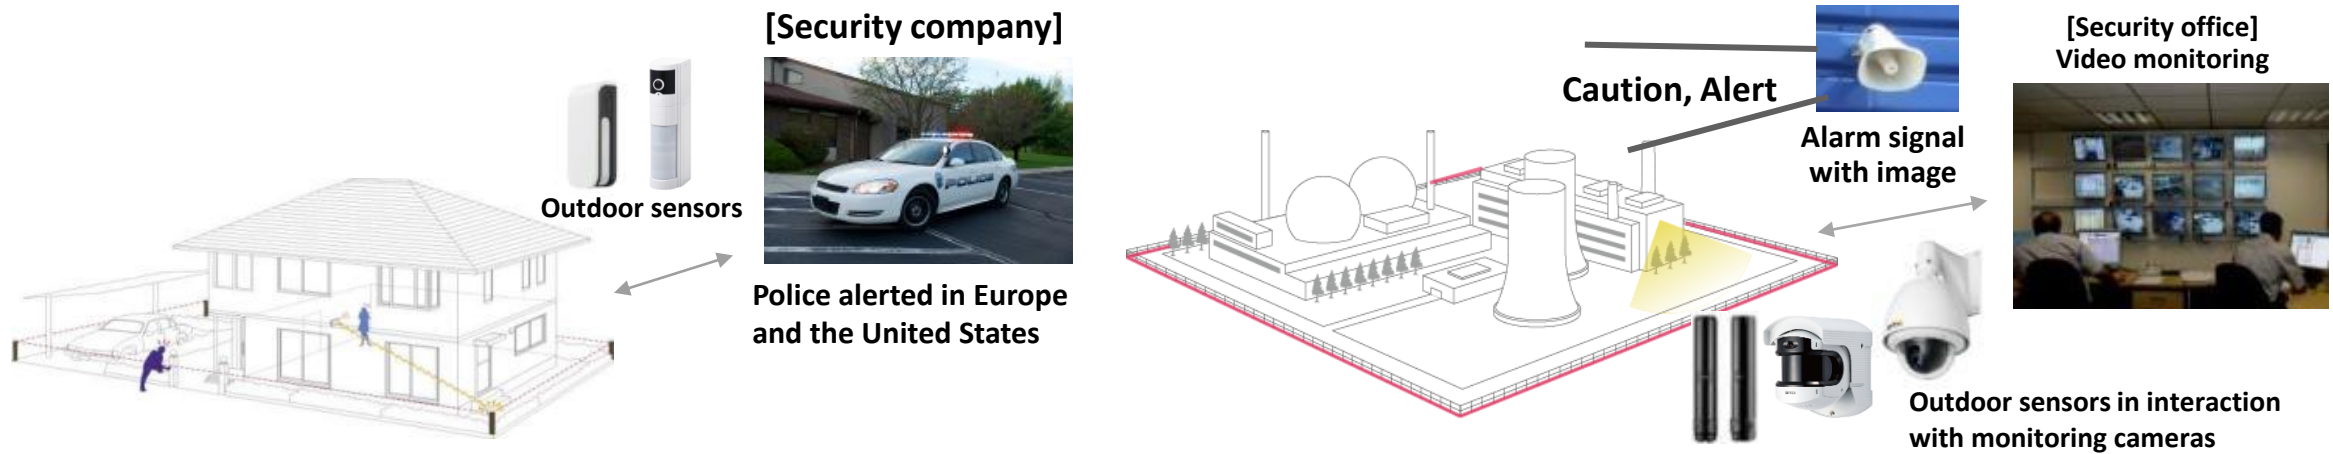 [Security company]
Outdoor sensors
POLICE
Police alerted in Europe
and the United States
Caution, Alert
Alarm signal
with image
[Security office]
Video monitoring
Outdoor sensors in interaction
with monitoring cameras